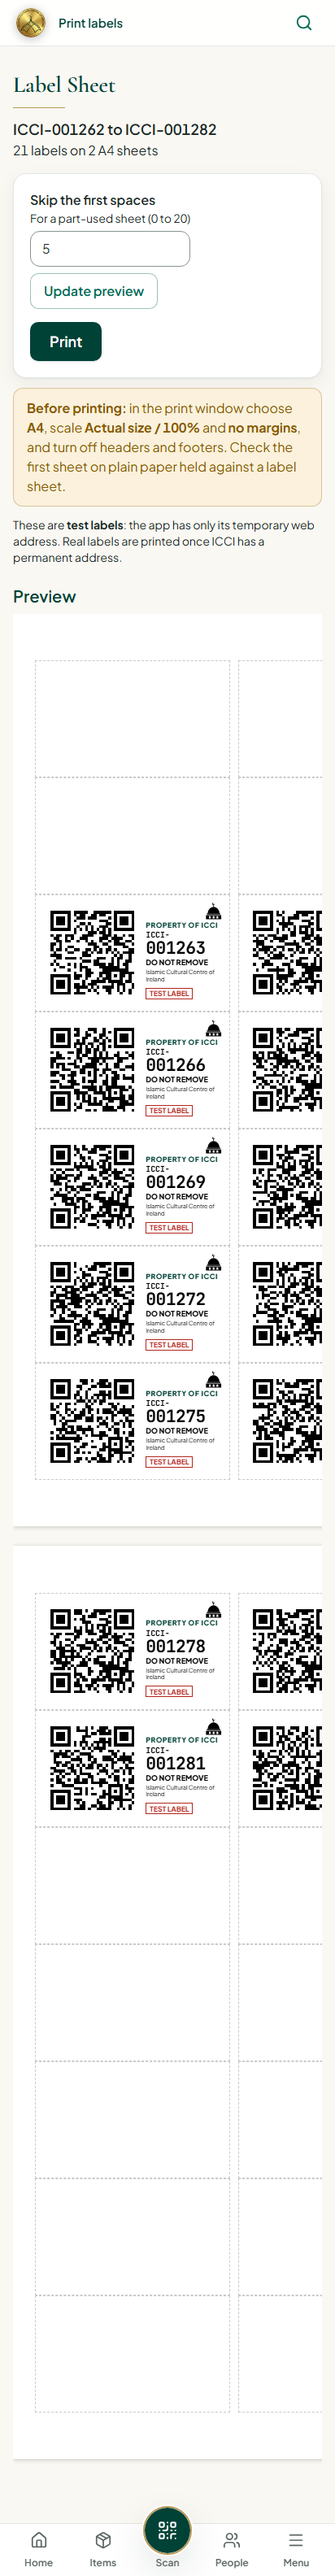 Print labels
Label Sheet
ICCI-001262 to ICCI-001282
21 labels on 2 A4 sheets
Skip the first spaces
For a part-used sheet (0 to 20)
5
Update preview
Print
Before printing: in the print window choose
A4, scale Actual size / 100% and no margins,
and turn off headers and footers. Check the
first sheet on plain paper held against a label
sheet.
These are test labels: the app has only its temporary web
address. Real labels are printed once ICCI has a
permanent address.
Preview
PROPERTY OF ICCI
ICCI-
001263
DO NOT REMOVE
Islamic Cultural Centre of
Ireland
TEST LABEL
PROPERTY OF ICCI
ICCI-
001266
DO NOT REMOVE
Islamic Cultural Centre of
Ireland
TEST LABEL
PROPERTY OF ICCI
ICCI-
001269
DO NOT REMOVE
Islamic Cultural Centre of
Ireland
TEST LABEL
PROPERTY OF ICCI
ICCI-
001272
DO NOT REMOVE
Islamic Cultural Centre of
Ireland
TEST LABEL
PROPERTY OF ICCI
ICCI-
001275
DO NOT REMOVE
Islamic Cultural Centre of
Ireland
TEST LABEL
PROPERTY OF ICCI
ICCI-
001278
DO NOT REMOVE
Islamic Cultural Centre of
Ireland
TEST LABEL
PROPERTY OF ICCI
ICCI-
001281
DO NOT REMOVE
Islamic Cultural Centre of
Ireland
TEST LABEL
Home
Items
Scan
People
Menu